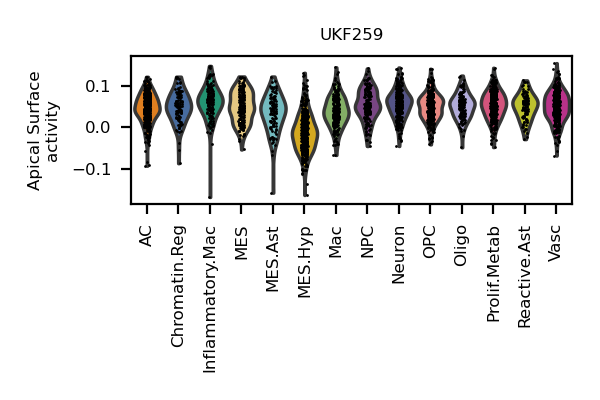 UKF259
Apical Surface
activity
0.1
0.0
−0.1
AC
Chromatin.Reg
Inflammatory.Mac
MES
MES.Ast
MES.Hyp
Mac
NPC
Neuron
OPC
Oligo
Prolif.Metab
Reactive.Ast
Vasc